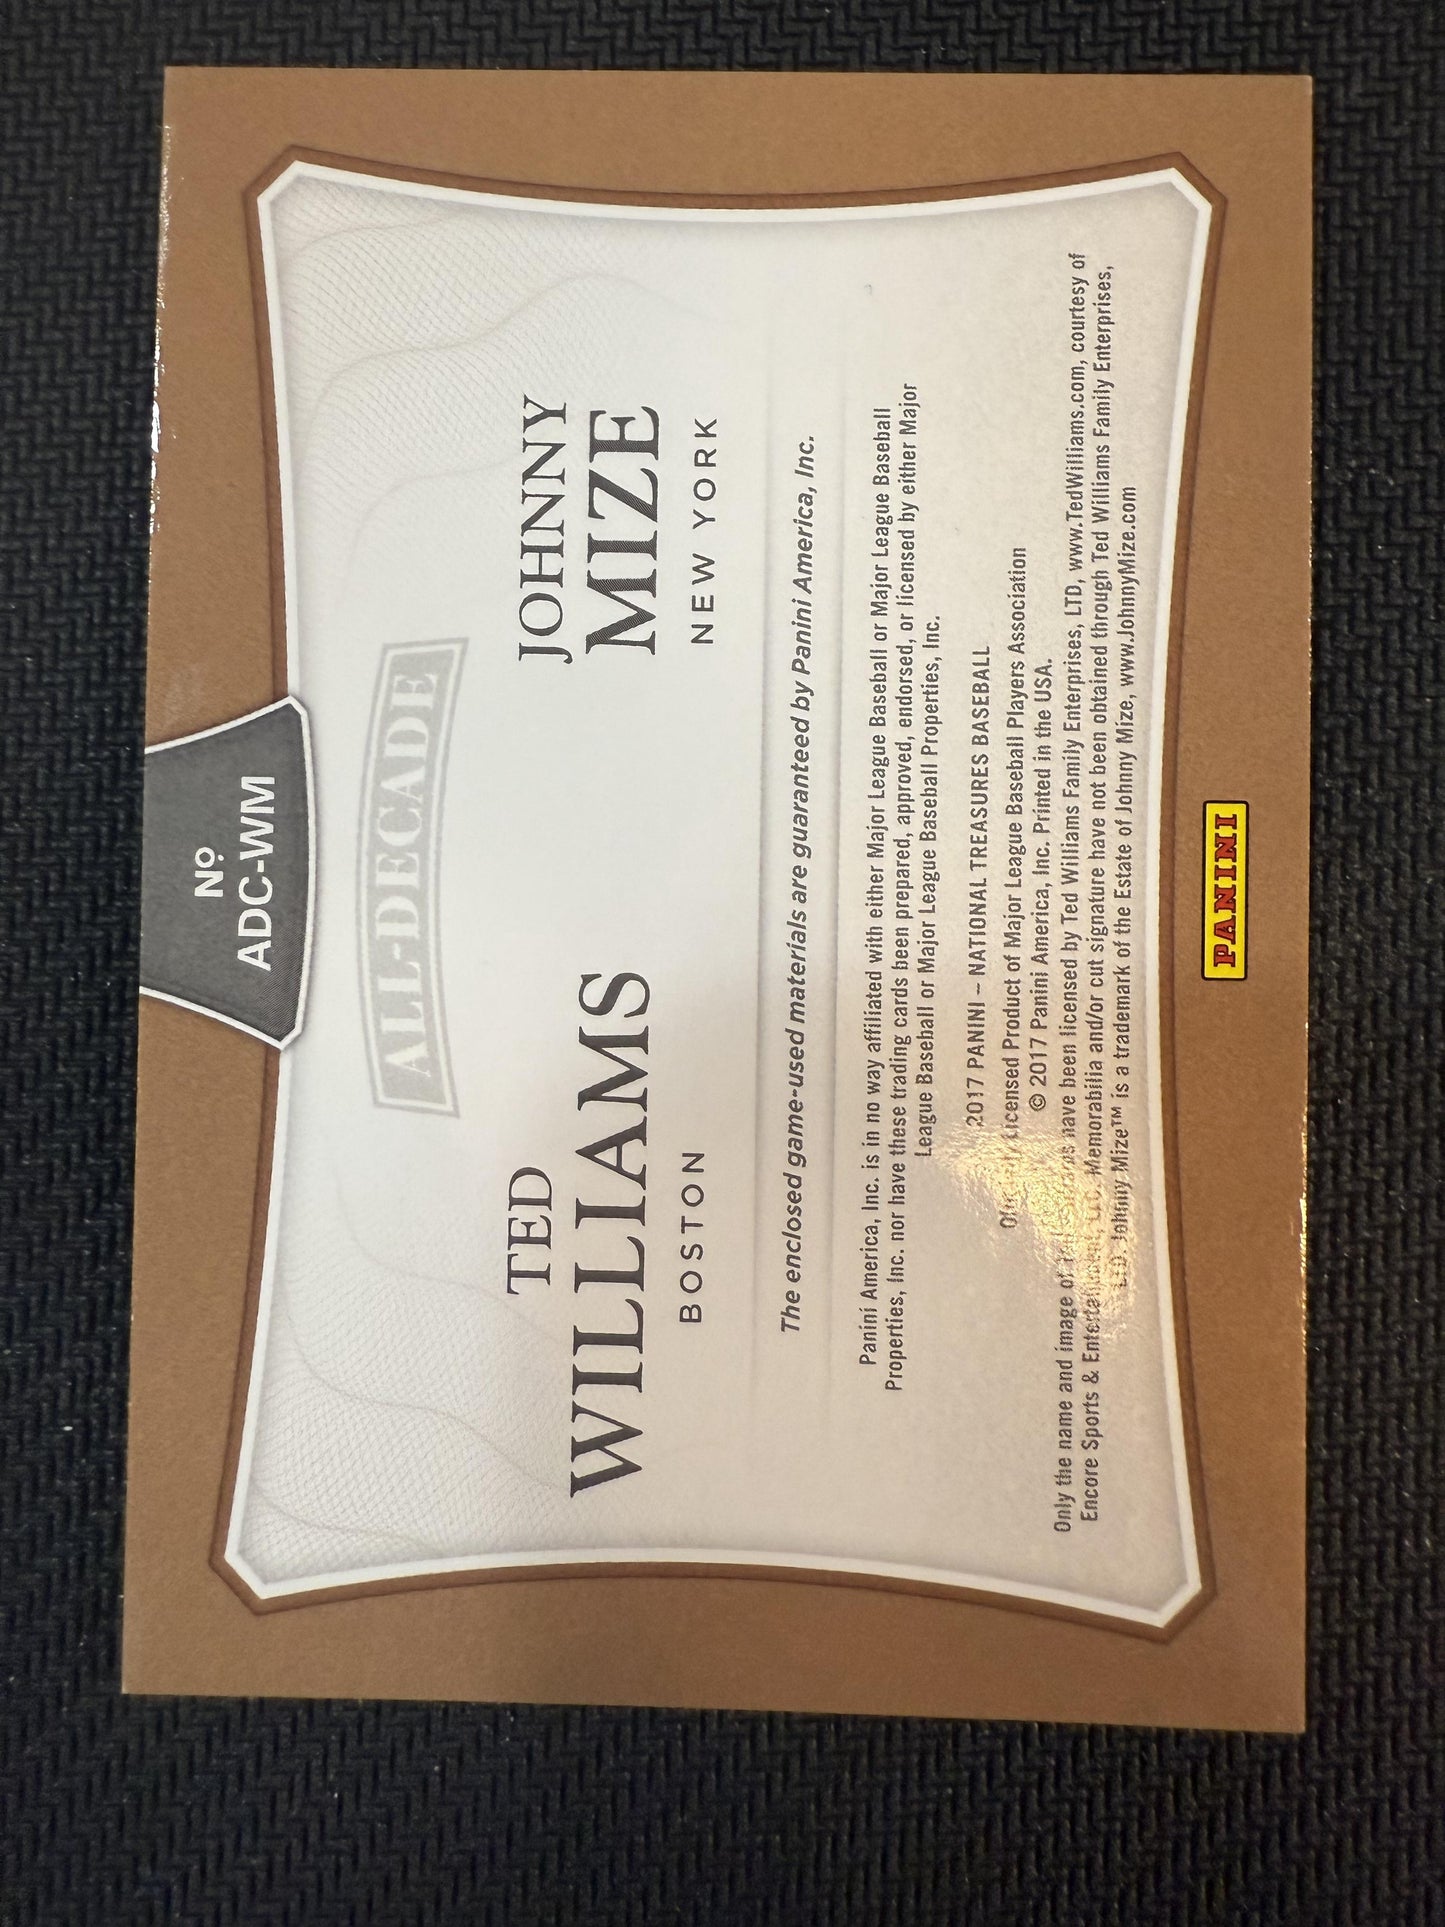 Nº
ADC-WM
ALL-DECADE
TED
WILLIAMS
BOSTON
JOHNNY
MIZE
NEW YORK
The enclosed game-used materials are guaranteed by Panini America, Inc.
Panini America, Inc. is in no way affiliated with either Major League Baseball or Major League Baseball
Properties, Inc. nor have these trading cards been prepared, approved, endorsed, or licensed by either Major
League Baseball or Major League Baseball Properties, Inc.
2017 PANINI – NATIONAL TREASURES BASEBALL
Licensed Product of Major League Baseball Players Association
© 2017 Panini America, Inc. Printed in the USA.
Only the name and image of have been licensed by Ted Williams Family Enterprises, LTD, www.TedWilliams.com, courtesy of
Encore Sports & Entertainment, LLC. Memorabilia and/or cut signature have not been obtained through Ted Williams Family Enterprises,
LTD. Johnny Mize™ is a trademark of the Estate of Johnny Mize, www.JohnnyMize.com
PANINI